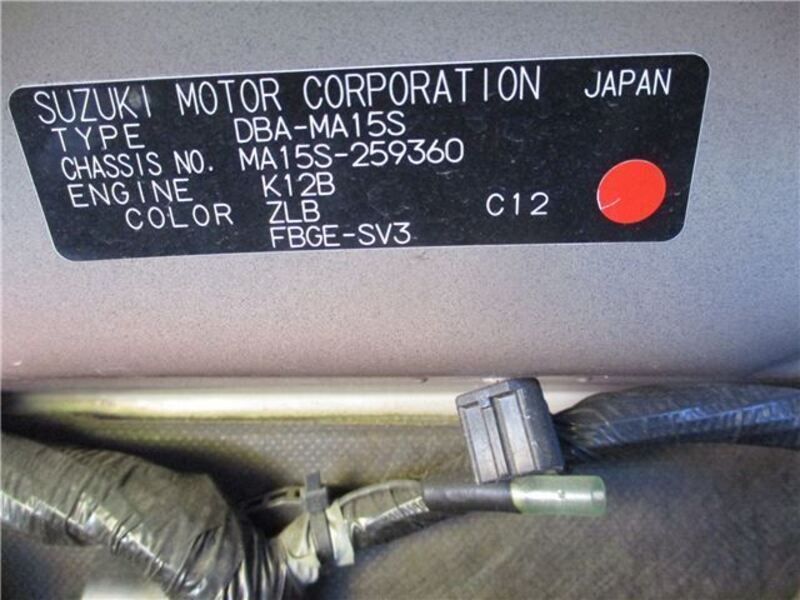 SUZUKI MOTOR CORPORATION JAPAN
TYPE DBA-MA15S
CHASSIS NO. MA15S-259360
ENGINE K12B
COLOR ZLB C12
FBGE-SV3